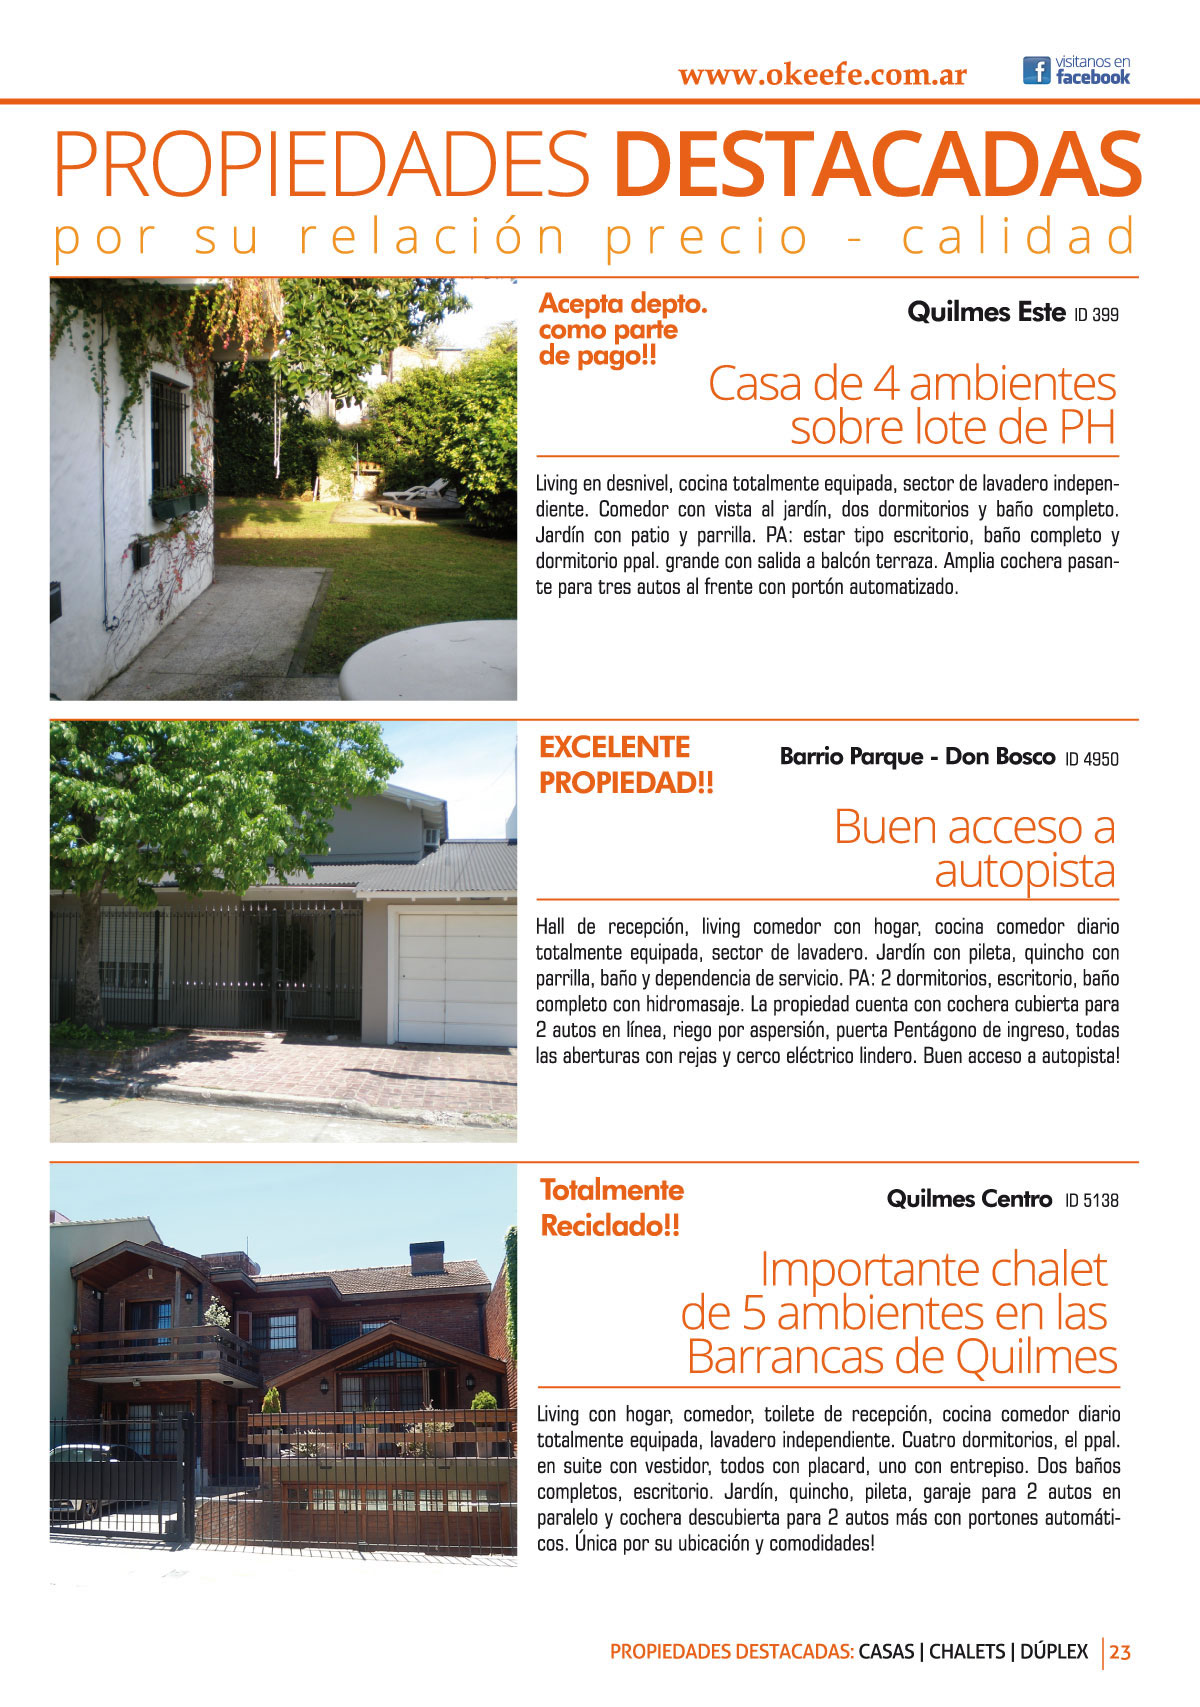 www.okeefe.com.ar
visitanos en
facebook
PROPIEDADES DESTACADAS
por su relación precio - calidad
Acepta depto.
como parte
de pago!!
Quilmes Este ID 399
Casa de 4 ambientes
sobre lote de PH
Living en desnivel, cocina totalmente equipada, sector de lavadero indepen-
diente. Comedor con vista al jardín, dos dormitorios y baño completo.
Jardín con patio y parrilla. PA: estar tipo escritorio, baño completo y
dormitorio ppal. grande con salida a balcón terraza. Amplia cochera pasan-
te para tres autos al frente con portón automatizado.
EXCELENTE
PROPIEDAD!!
Barrio Parque - Don Bosco ID 4950
Buen acceso a
autopista
Hall de recepción, living comedor con hogar, cocina comedor diario
totalmente equipada, sector de lavadero. Jardín con pileta, quincho con
parrilla, baño y dependencia de servicio. PA: 2 dormitorios, escritorio, baño
completo con hidromasaje. La propiedad cuenta con cochera cubierta para
2 autos en línea, riego por aspersión, puerta Pentágono de ingreso, todas
las aberturas con rejas y cerco eléctrico lindero. Buen acceso a autopista!
Totalmente
Reciclado!!
Quilmes Centro ID 5138
Importante chalet
de 5 ambientes en las
Barrancas de Quilmes
Living con hogar, comedor, toilete de recepción, cocina comedor diario
totalmente equipada, lavadero independiente. Cuatro dormitorios, el ppal.
en suite con vestidor, todos con placard, uno con entrepiso. Dos baños
completos, escritorio. Jardín, quincho, pileta, garaje para 2 autos en
paralelo y cochera descubierta para 2 autos más con portones automáti-
cos. Única por su ubicación y comodidades!
PROPIEDADES DESTACADAS: CASAS | CHALETS | DÚPLEX | 23